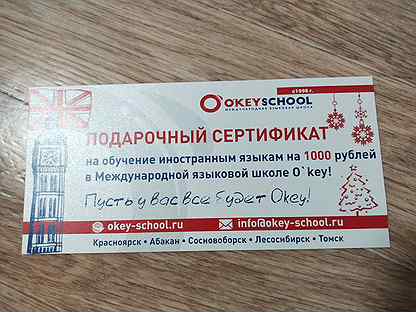 с 1998 г.
O'KEYSCHOOL
МЕЖДУНАРОДНАЯ ЯЗЫКОВАЯ ШКОЛА
ПОДАРОЧНЫЙ СЕРТИФИКАТ
на обучение иностранным языкам на 1000 рублей
в Международной языковой школе O`key!
Пусть у вас все будет Okey!
okey-school.ru info@okey-school.ru
Красноярск • Абакан • Сосновоборск • Лесосибирск • Томск